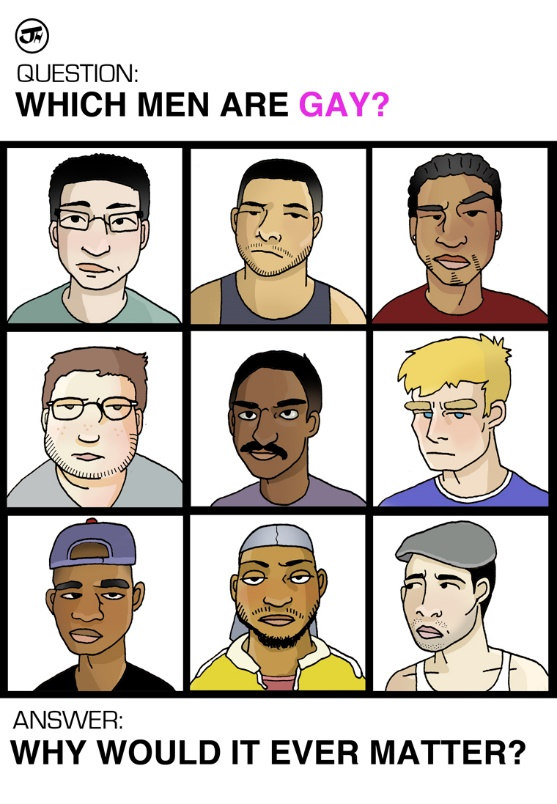 QUESTION:
WHICH MEN ARE GAY?
ANSWER:
WHY WOULD IT EVER MATTER?